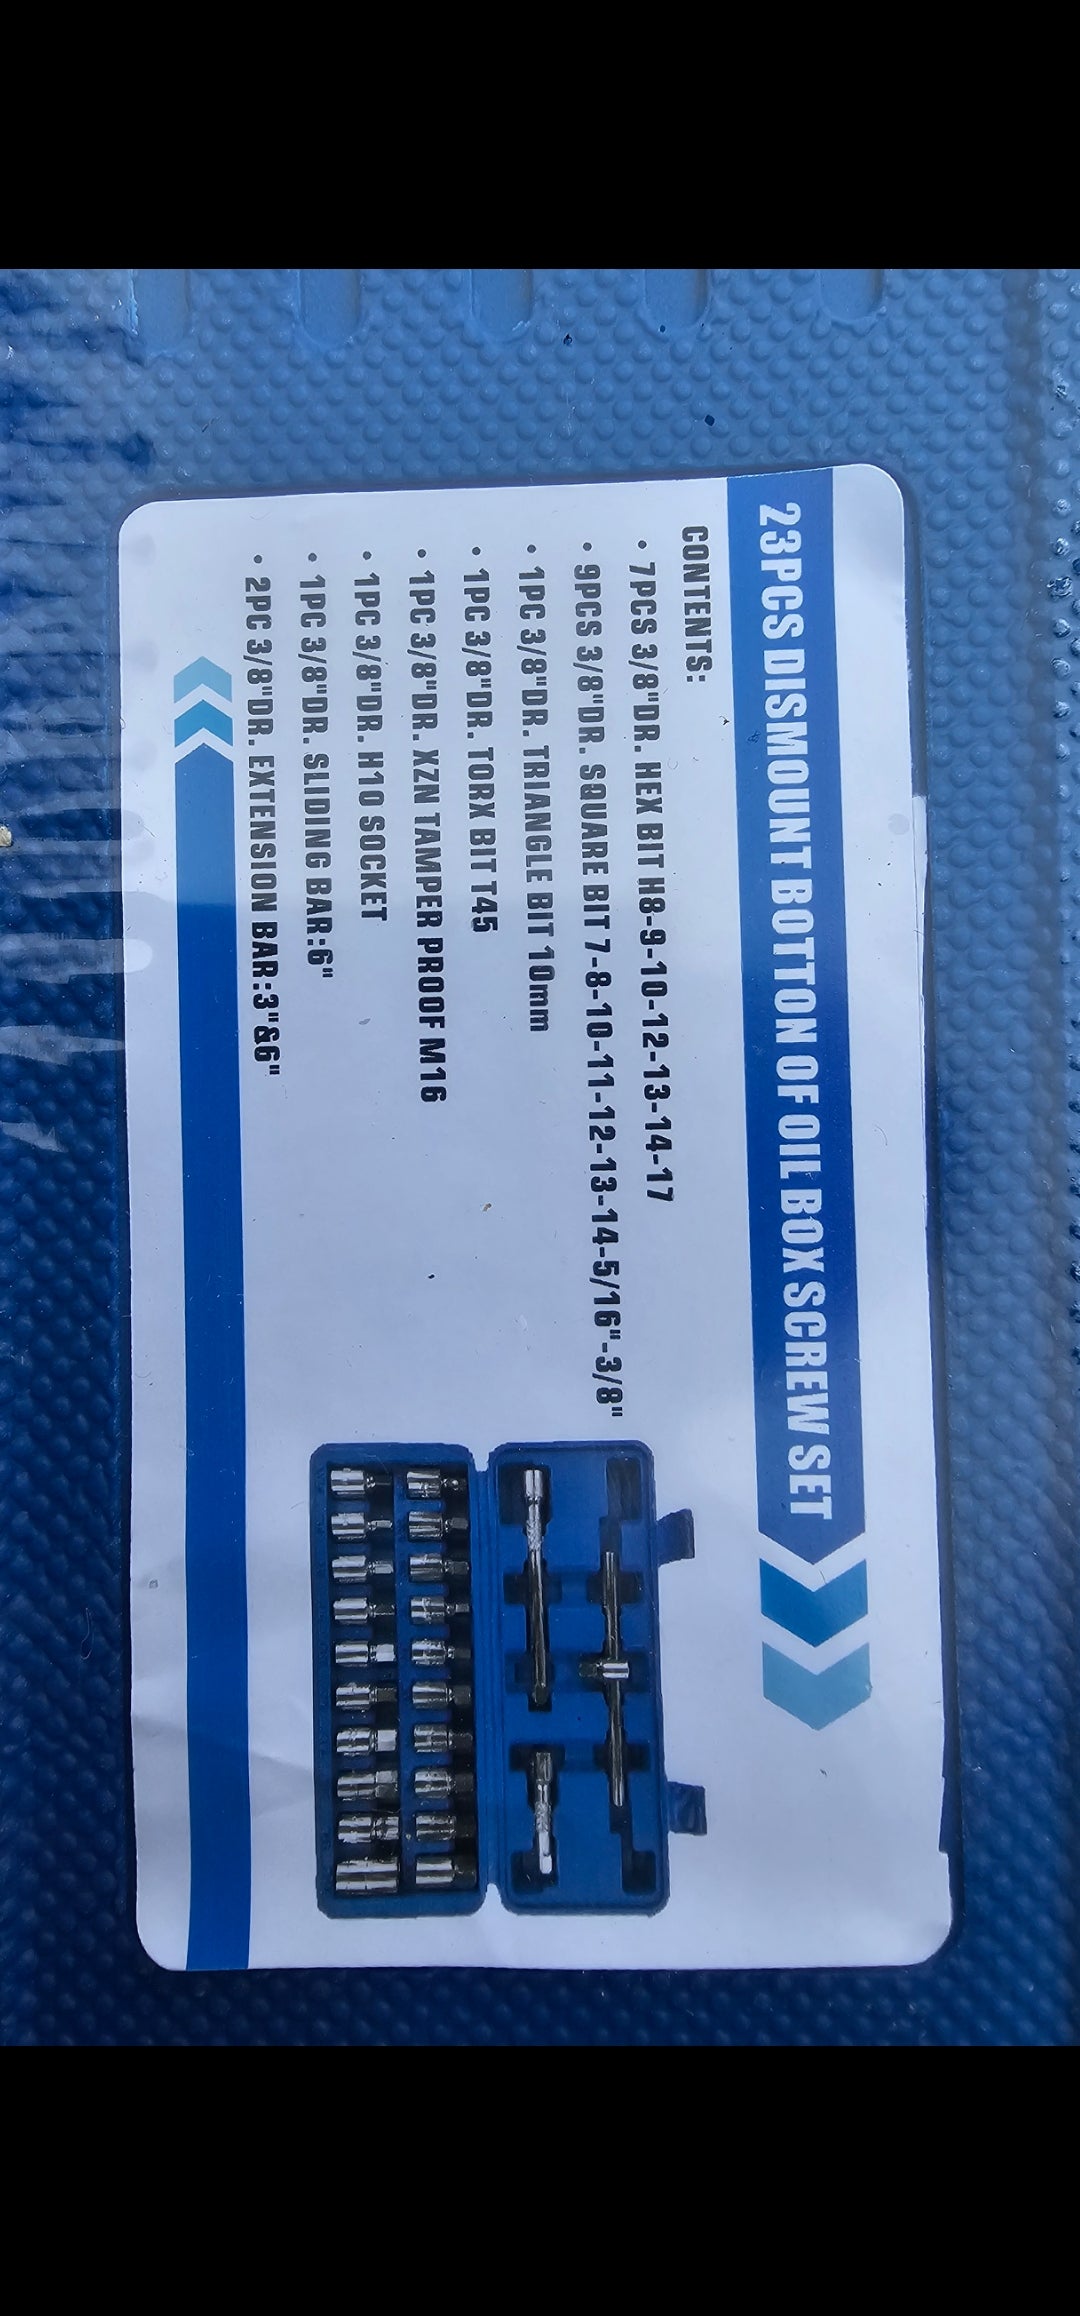 23PCS DISMOUNT BOTTON OF OIL BOX SCREW SET
CONTENTS:
• 7PCS 3/8"DR. HEX BIT H8-9-10-12-13-14-17
• 9PCS 3/8"DR. SQUARE BIT 7-8-10-11-12-13-14-5/16"-3/8"
• 1PC 3/8"DR. TRIANGLE BIT 10mm
• 1PC 3/8"DR. TORX BIT T45
• 1PC 3/8"DR. XZN TAMPER PROOF M16
• 1PC 3/8"DR. H10 SOCKET
• 1PC 3/8"DR. SLIDING BAR:6"
• 2PC 3/8"DR. EXTENSION BAR:3"&6"